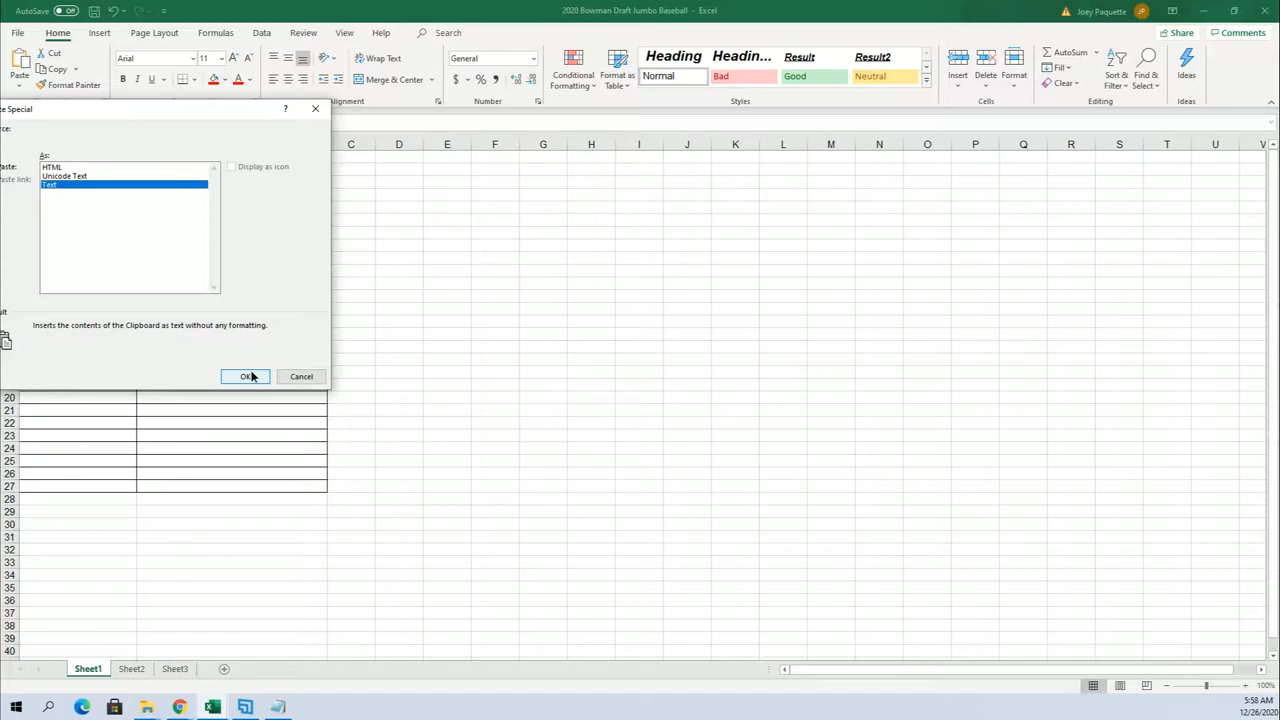 AutoSave Off
2020 Bowman Draft Jumbo Baseball - Excel
Joey Paquette JP
File Home Insert Page Layout Formulas Data Review View Help Search
Share Comments
Paste
Cut
Copy
Format Painter
Arial 11
B I U
Wrap Text
Merge & Center
Alignment
General
$ % ,
Number
Conditional Formatting
Format as Table
Heading Headin... Result Result2
Normal Bad Good Neutral
Styles
Insert Delete Format
Cells
AutoSum
Fill
Clear
Sort & Filter
Find & Select
Editing
Ideas
Ideas
Special
? ×
As:
HTML
Unicode Text
Text
Display as icon
Inserts the contents of the Clipboard as text without any formatting.
OK Cancel
C D E F G H I J K L M N O P Q R S T U V
20
21
22
23
24
25
26
27
28
29
30
31
32
33
34
35
36
37
38
39
40
Sheet1 Sheet2 Sheet3
100%
5:58 AM
12/26/2020